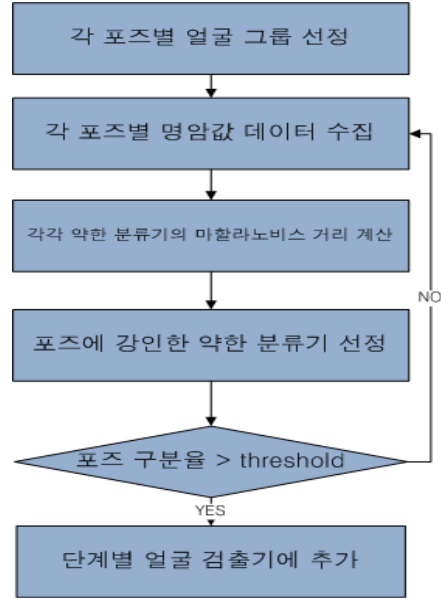 각 포즈별 얼굴 그룹 선정
각 포즈별 명암값 데이터 수집
각각 약한 분류기의 마할라노비스 거리 계산
NO
포즈에 강인한 약한 분류기 선정
포즈 구분율 > threshold
YES
단계별 얼굴 검출기에 추가